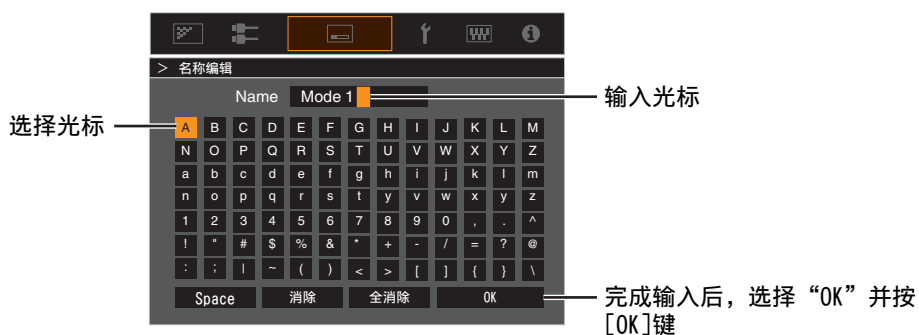 > 名称编辑
Name Mode 1
输入光标
选择光标
A B C D E F G H I J K L M
N O P Q R S T U V W X Y Z
a b c d e f g h i j k l m
n o p q r s t y v w x y z
1 2 3 4 5 6 7 8 9 0 , . ^
! " # $ % & * + - / = ? @
: ; | ~ ( ) < > [ ] { } \
Space 消除 全消除 OK
完成输入后，选择“OK”并按
[OK]键